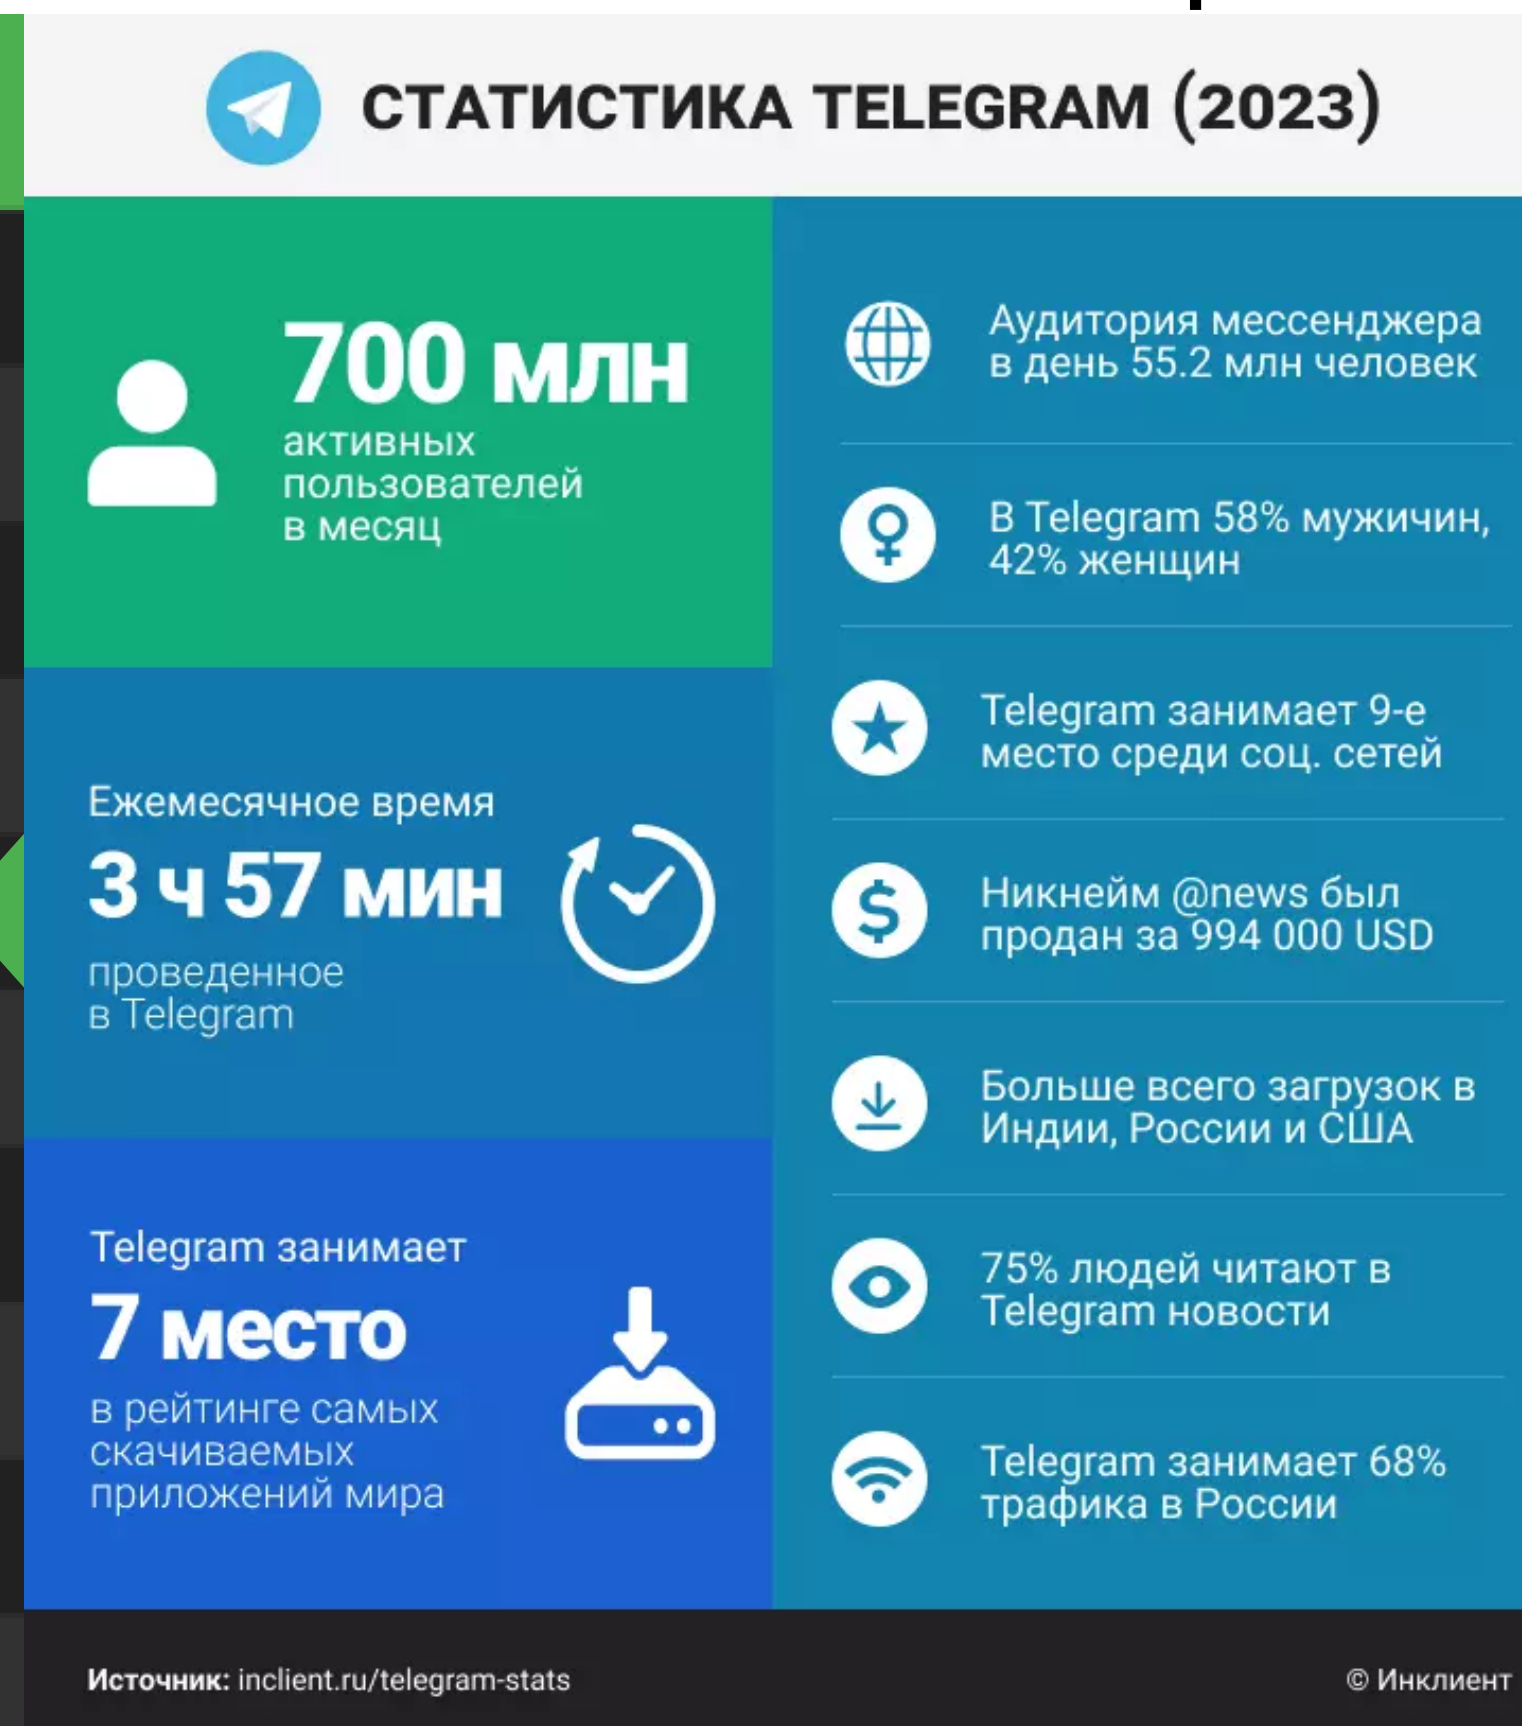 СТАТИСТИКА TELEGRAM (2023)
700 млн
активных
пользователей
в месяц
Ежемесячное время
3 ч 57 мин
проведенное
в Telegram
Telegram занимает
7 место
в рейтинге самых
скачиваемых
приложений мира
Аудитория мессенджера
в день 55.2 млн человек
В Telegram 58% мужичин,
42% женщин
Telegram занимает 9-е
место среди соц. сетей
Никнейм @news был
продан за 994 000 USD
Больше всего загрузок в
Индии, России и США
75% людей читают в
Telegram новости
Telegram занимает 68%
трафика в России
Источник: inclient.ru/telegram-stats
© Инклиент